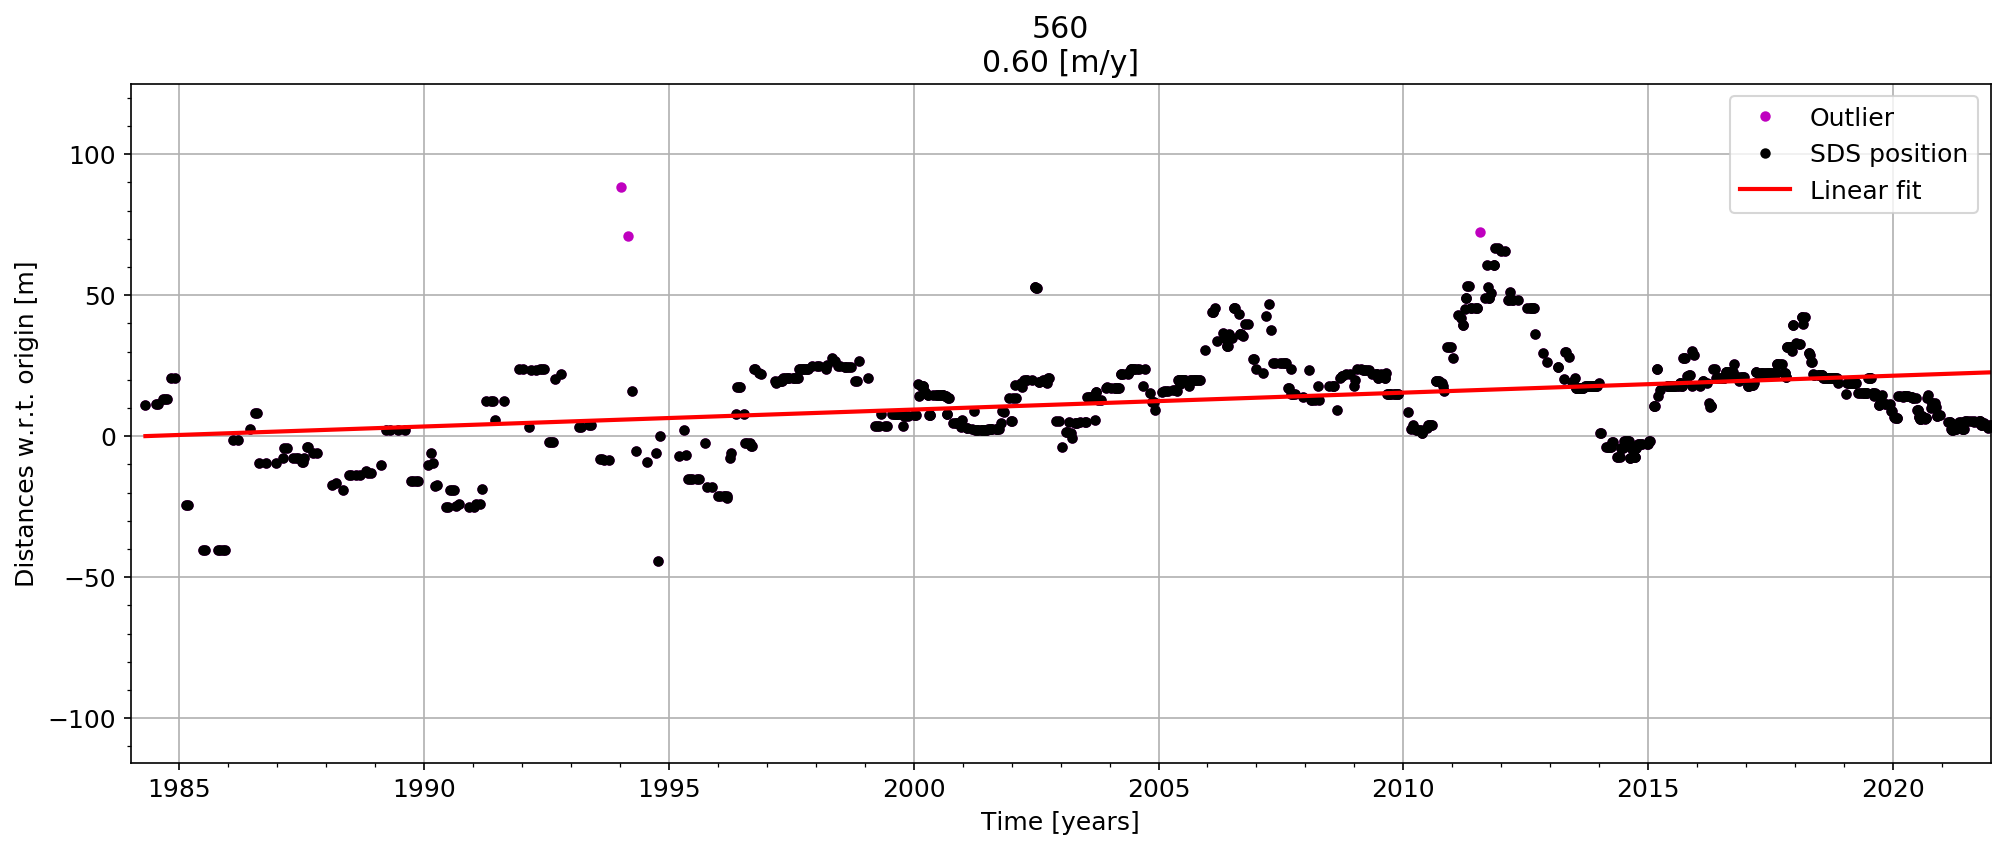 560
0.60 [m/y]
Outlier
SDS position
Linear fit
Distances w.r.t. origin [m]
100
50
0
−50
−100
1985 1990 1995 2000 2005 2010 2015 2020
Time [years]